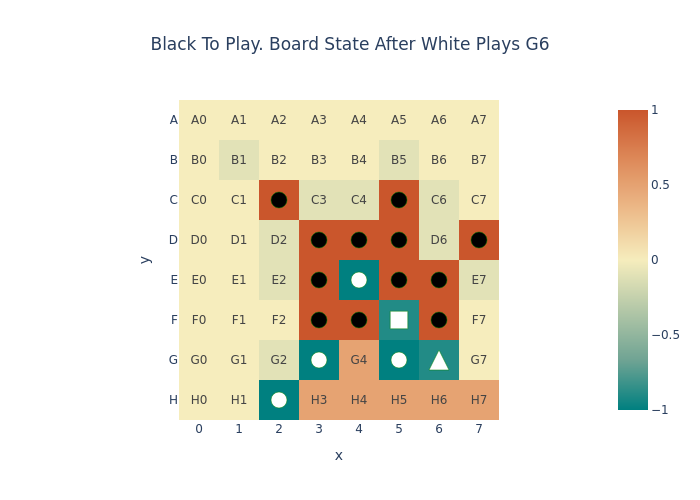 Black To Play. Board State After White Plays G6
A A0 A1 A2 A3 A4 A5 A6 A7
B B0 B1 B2 B3 B4 B5 B6 B7
C C0 C1 C3 C4 C6 C7
D D0 D1 D2 D6
E E0 E1 E2 E7
F F0 F1 F2 F7
G G0 G1 G2 G4 G7
H H0 H1 H3 H4 H5 H6 H7
0 1 2 3 4 5 6 7
x
y
1
0.5
0
−0.5
−1